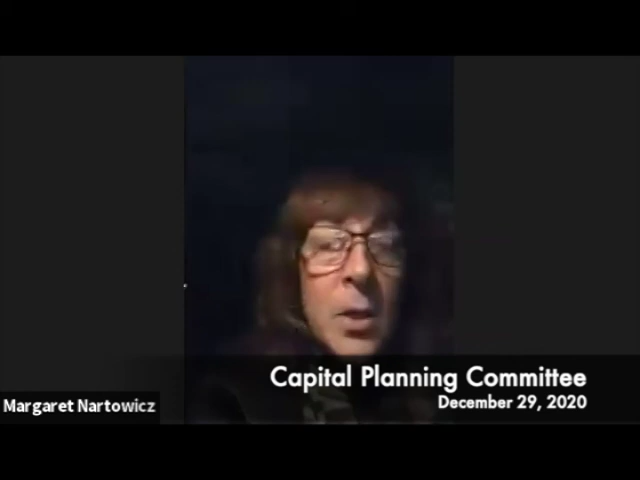 Capital Planning Committee
December 29, 2020
Margaret Nartowicz